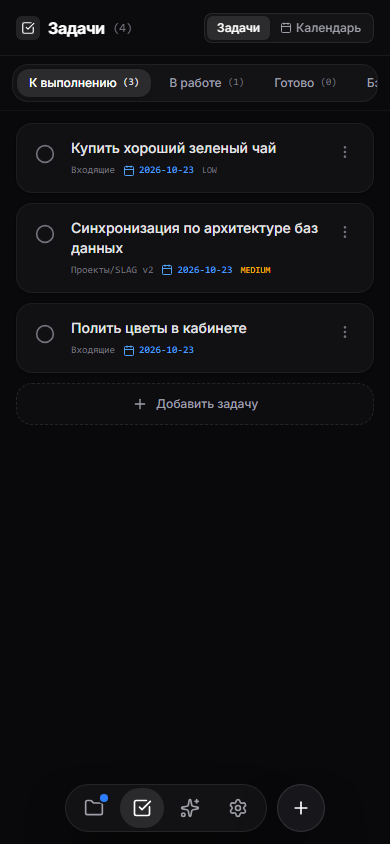 Задачи (4)
Задачи
Календарь
К выполнению (3)
В работе (1)
Готово (0)
Купить хороший зеленый чай
Входящие 2026-10-23 LOW
Синхронизация по архитектуре баз
данных
Проекты/SLAG v2 2026-10-23 MEDIUM
Полить цветы в кабинете
Входящие 2026-10-23
+ Добавить задачу